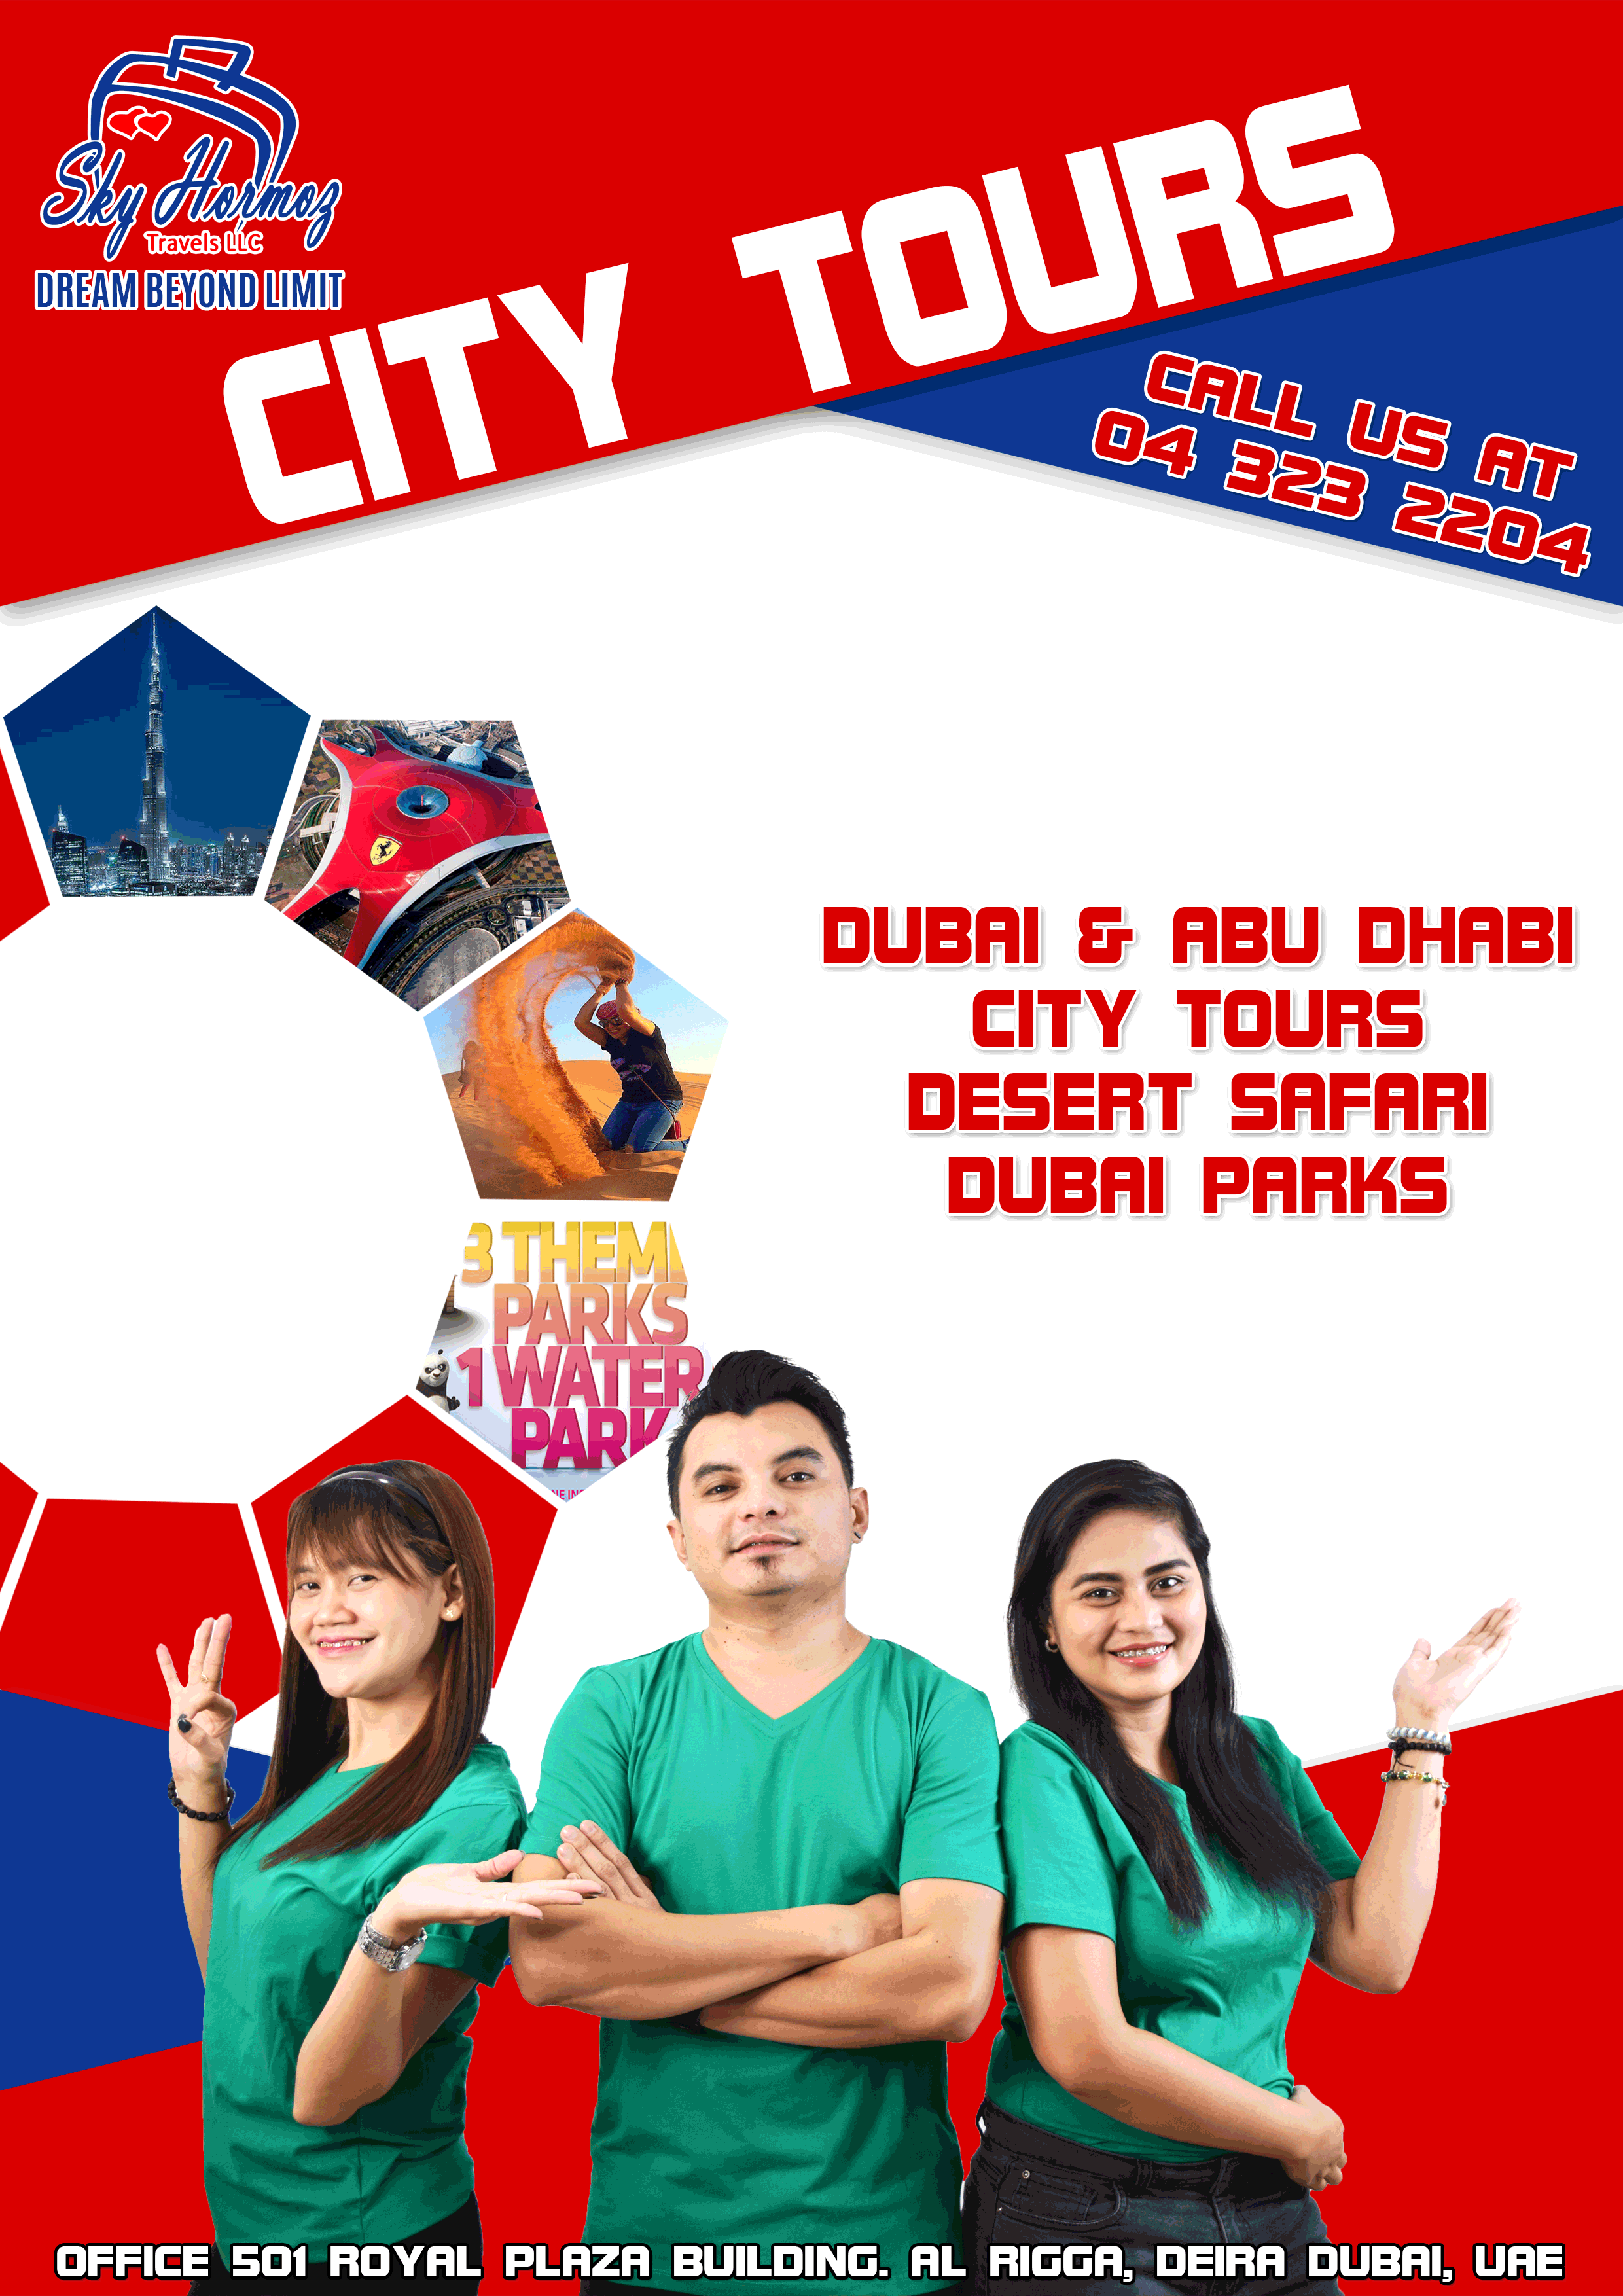 Sky Hormoz
Travels LLC
DREAM BEYOND LIMIT
CITY TOURS
CALL US AT
04 323 2204
DUBAI & ABU DHABI
CITY TOURS
DESERT SAFARI
DUBAI PARKS
3 THEM
PARKS
1 WATER
PARK
OFFICE 501 ROYAL PLAZA BUILDING. AL RIGGA, DEIRA DUBAI, UAE